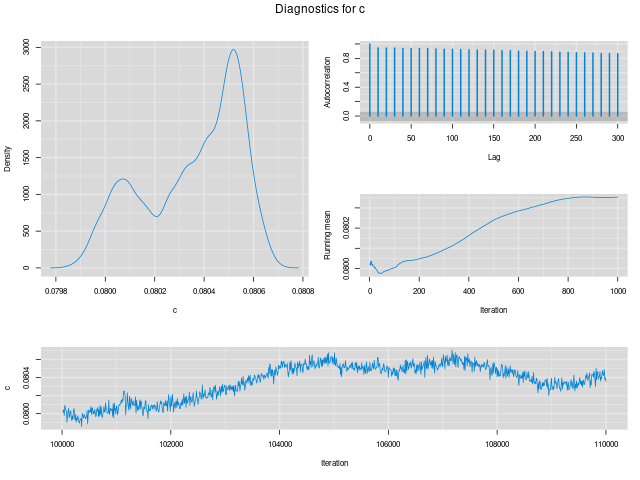 Diagnostics for c
Density
0 500 1000 1500 2000 2500 3000
0.0798 0.0800 0.0802 0.0804 0.0806 0.0808
c
Autocorrelation
0.0 0.4 0.8
0 50 100 150 200 250 300
Lag
Running mean
0.0800 0.0802
0 200 400 600 800 1000
Iteration
c
0.0800 0.0804
100000 102000 104000 106000 108000 110000
Iteration